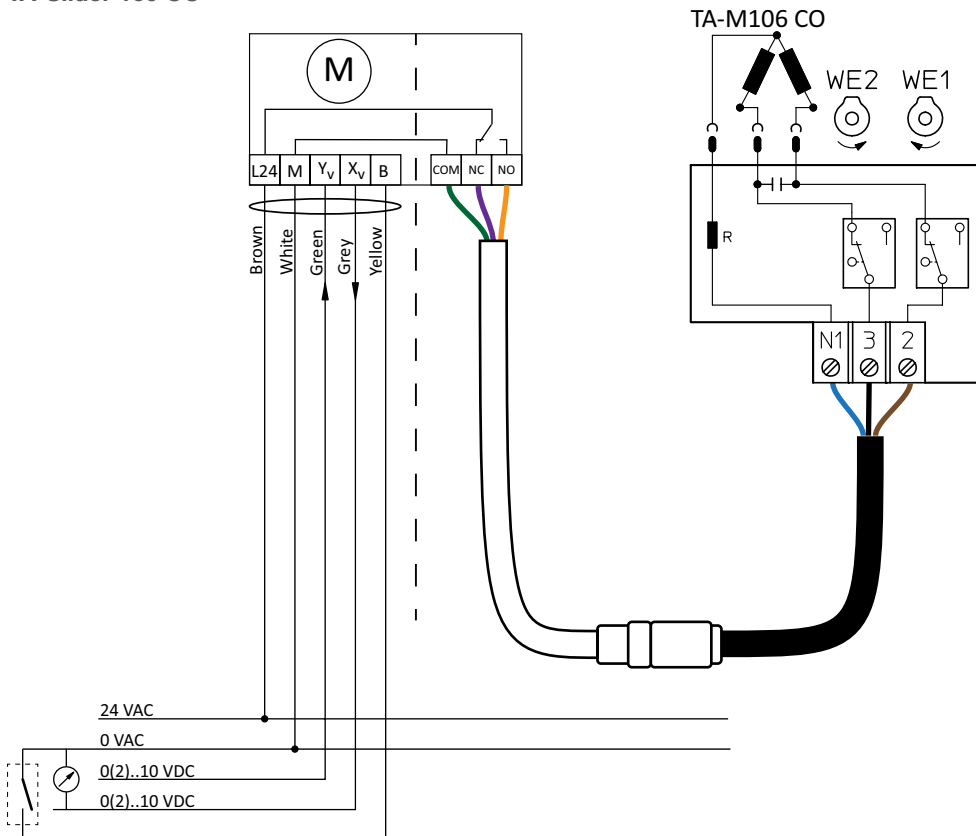 TA-M106 CO
M
WE2 WE1
L24 M Yv Xv B COM NC NO
R
Brown
White
Green
Grey
Yellow
N1 3 2
24 VAC
0 VAC
0(2)..10 VDC
0(2)..10 VDC